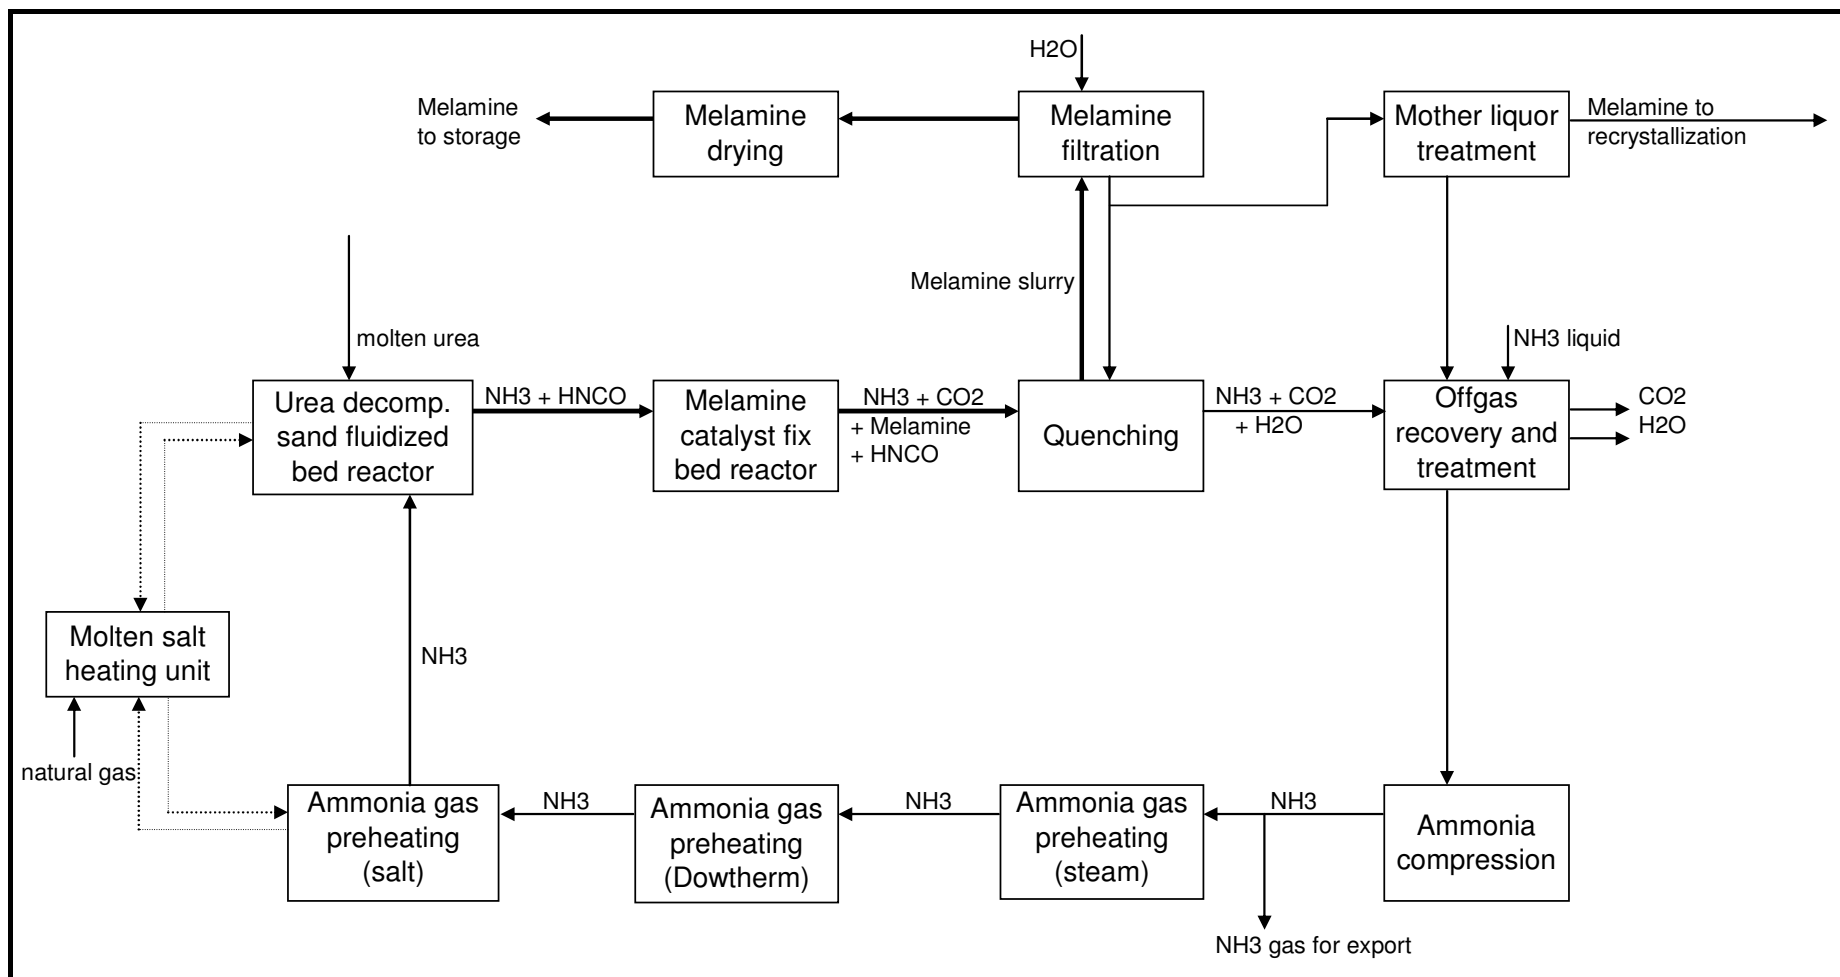 H2O
Melamine
to storage
Melamine
drying
Melamine
filtration
Mother liquor
treatment
Melamine to
recrystallization
Melamine slurry
molten urea
NH3 liquid
Urea decomp.
sand fluidized
bed reactor
NH3 + HNCO
Melamine
catalyst fix
bed reactor
NH3 + CO2
+ Melamine
+ HNCO
Quenching
NH3 + CO2
+ H2O
Offgas
recovery and
treatment
CO2
H2O
Molten salt
heating unit
NH3
natural gas
Ammonia gas
preheating
(salt)
NH3
Ammonia gas
preheating
(Dowtherm)
NH3
Ammonia gas
preheating
(steam)
NH3
Ammonia
compression
NH3 gas for export